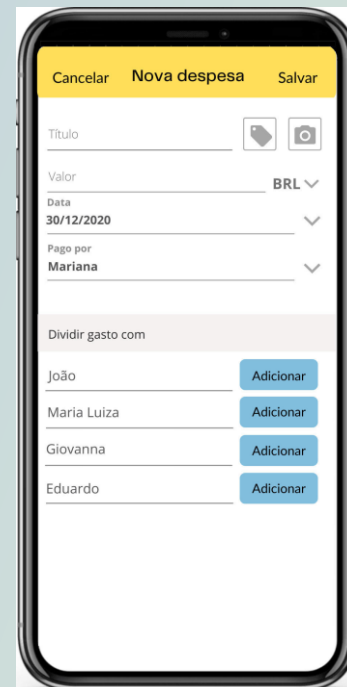 Cancelar Nova despesa Salvar
Título
Valor
BRL
Data
30/12/2020
Pago por
Mariana
Dividir gasto com
João Adicionar
Maria Luiza Adicionar
Giovanna Adicionar
Eduardo Adicionar